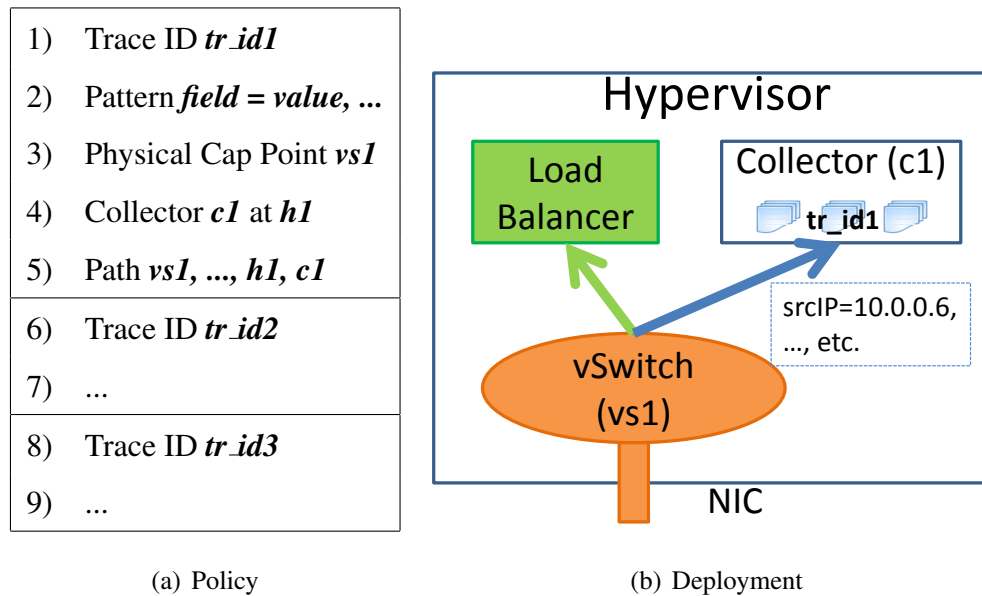 1) Trace ID tr_id1
2) Pattern field = value, ...
3) Physical Cap Point vs1
4) Collector c1 at h1
5) Path vs1, ..., h1, c1
6) Trace ID tr_id2
7) ...
8) Trace ID tr_id3
9) ...
(a) Policy
Hypervisor
Load
Balancer
Collector (c1)
tr_id1
srcIP=10.0.0.6,
..., etc.
vSwitch
(vs1)
NIC
(b) Deployment